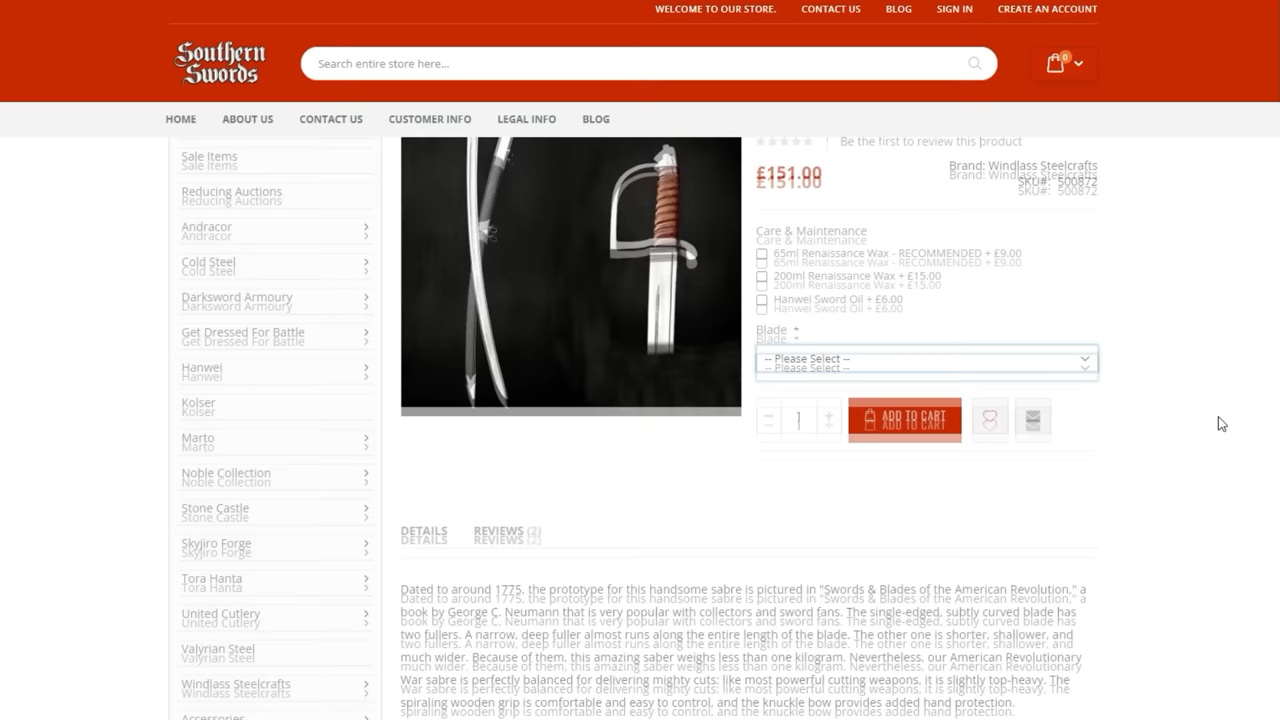 WELCOME TO OUR STORE. CONTACT US BLOG SIGN IN CREATE AN ACCOUNT
Southern
Swords
Search entire store here...
0
HOME ABOUT US CONTACT US CUSTOMER INFO LEGAL INFO BLOG
Sale Items
Reducing Auctions
Andracor
Cold Steel
Darksword Armoury
Get Dressed For Battle
Hanwei
Kolser
Marto
Noble Collection
Stone Castle
Skyjiro Forge
Tora Hanta
United Cutlery
Valyrian Steel
Windlass Steelcrafts
Accessories
Be the first to review this product
£151.00
Brand: Windlass Steelcrafts
SKU#: 500872
Care & Maintenance
65ml Renaissance Wax - RECOMMENDED + £9.00
200ml Renaissance Wax + £15.00
Hanwei Sword Oil + £6.00
Blade *
-- Please Select --
1
ADD TO CART
DETAILS REVIEWS (2)
Dated to around 1775, the prototype for this handsome sabre is pictured in "Swords & Blades of the American Revolution," a
book by George C. Neumann that is very popular with collectors and sword fans. The single-edged, subtly curved blade has
two fullers. A narrow, deep fuller almost runs along the entire length of the blade. The other one is shorter, shallower, and
much wider. Because of them, this amazing saber weighs less than one kilogram. Nevertheless, our American Revolutionary
War sabre is perfectly balanced for delivering mighty cuts: like most powerful cutting weapons, it is slightly top-heavy. The
spiraling wooden grip is comfortable and easy to control, and the knuckle bow provides added hand protection.